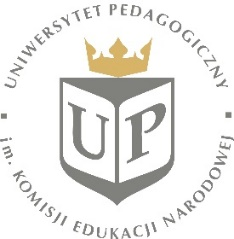 UNIWERSYTET PEDAGOGICZNY
UP
im. KOMISJI EDUKACJI NARODOWEJ